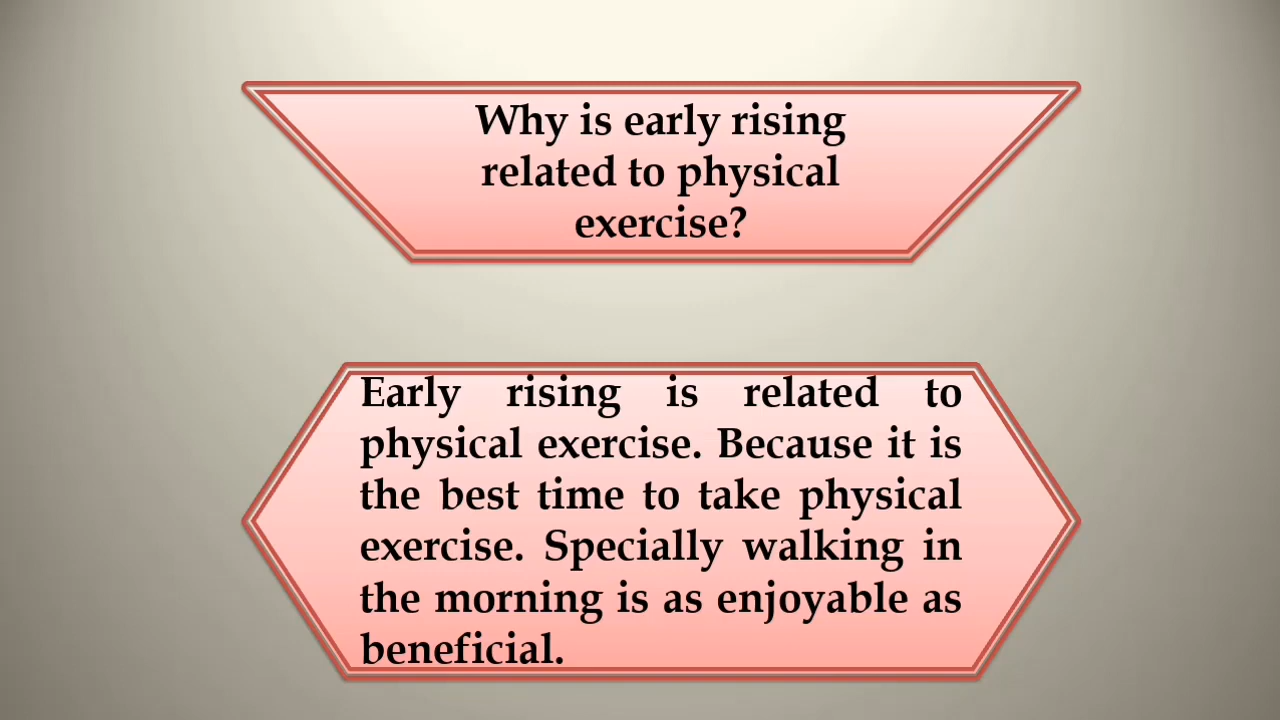 Why is early rising
related to physical
exercise?
Early rising is related to
physical exercise. Because it is
the best time to take physical
exercise. Specially walking in
the morning is as enjoyable as
beneficial.